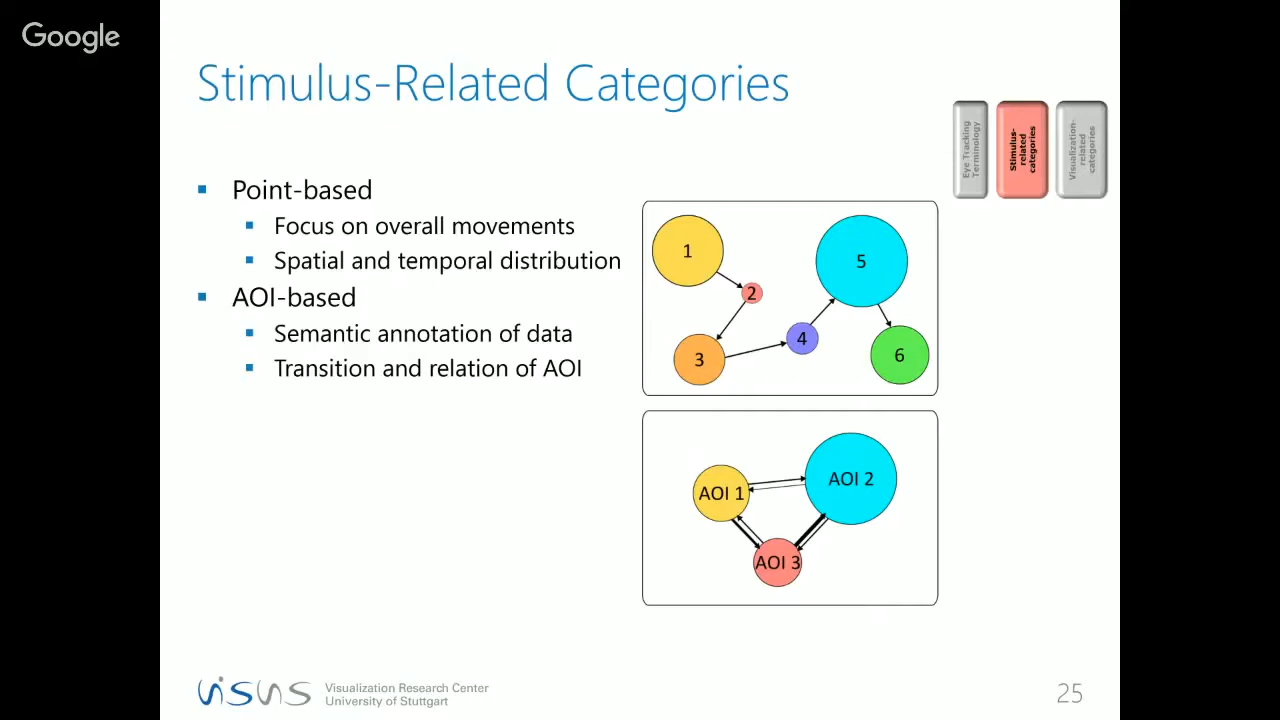 Google
Stimulus-Related Categories
Eye Tracking
Terminology
Stimulus-
related
categories
Visualization-
related
categories
Point-based
Focus on overall movements
Spatial and temporal distribution
AOI-based
Semantic annotation of data
Transition and relation of AOI
1
2
3
4
5
6
AOI 1
AOI 2
AOI 3
visus
Visualization Research Center
University of Stuttgart
25